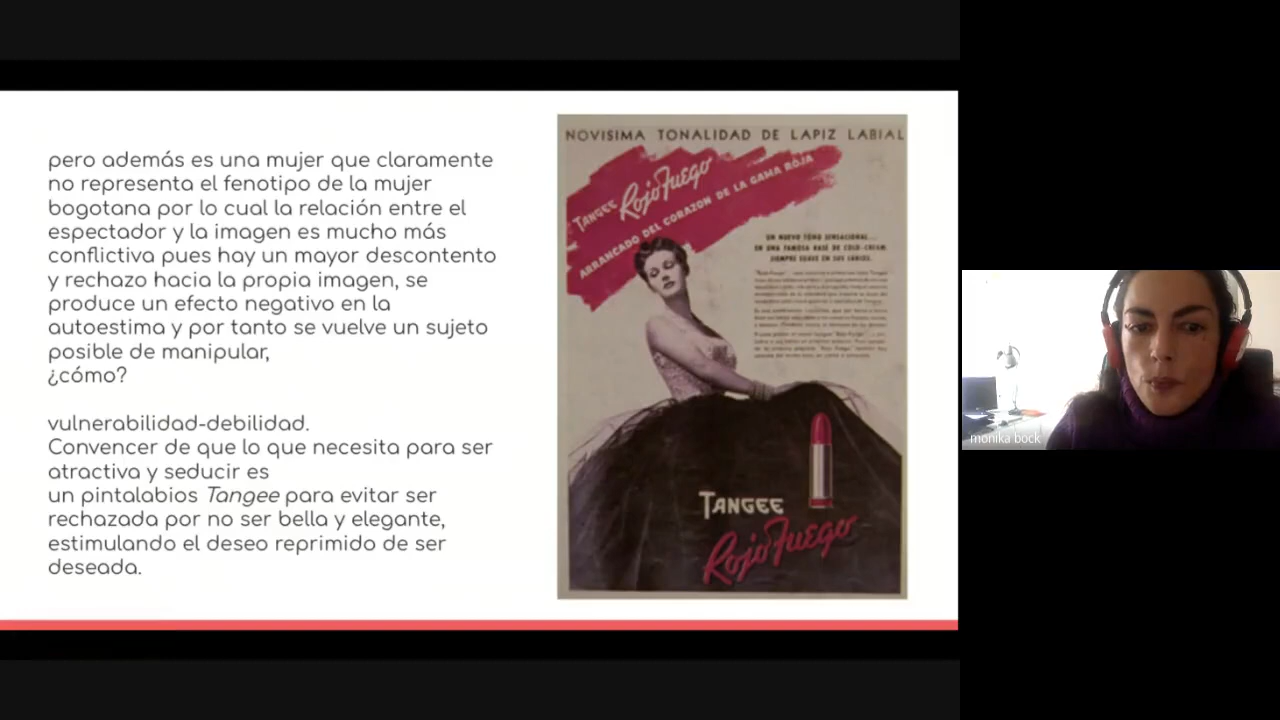 pero además es una mujer que claramente
no representa el fenotipo de la mujer
bogotana por lo cual la relación entre el
espectador y la imagen es mucho más
conflictiva pues hay un mayor descontento
y rechazo hacia la propia imagen, se
produce un efecto negativo en la
autoestima y por tanto se vuelve un sujeto
posible de manipular,
¿cómo?
vulnerabilidad-debilidad.
Convencer de que lo que necesita para ser
atractiva y seducir es
un pintalabios Tangee para evitar ser
rechazada por no ser bella y elegante,
estimulando el deseo reprimido de ser
deseada.
NOVISIMA TONALIDAD DE LAPIZ LABIAL
TANGEE Rojo Fuego
ARRANCADO DEL CORAZON DE LA GAMA ROJA
UN NUEVO TONO SENSACIONAL...
EN UNA FAMOSA BASE DE COLD-CREAM
SIEMPRE SUAVE EN SUS LABIOS.
TANGEE
Rojo Fuego
monika bock